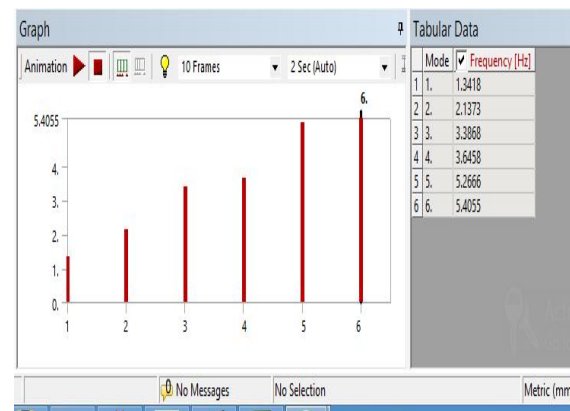 Graph
Animation 10 Frames 2 Sec (Auto)
6.
5.4055
4.
3.
2.
1.
0.
1 2 3 4 5 6
Tabular Data
Mode Frequency [Hz]
1 1. 1.3418
2 2. 2.1373
3 3. 3.3868
4 4. 3.6458
5 5. 5.2666
6 6. 5.4055
No Messages No Selection Metric (mm